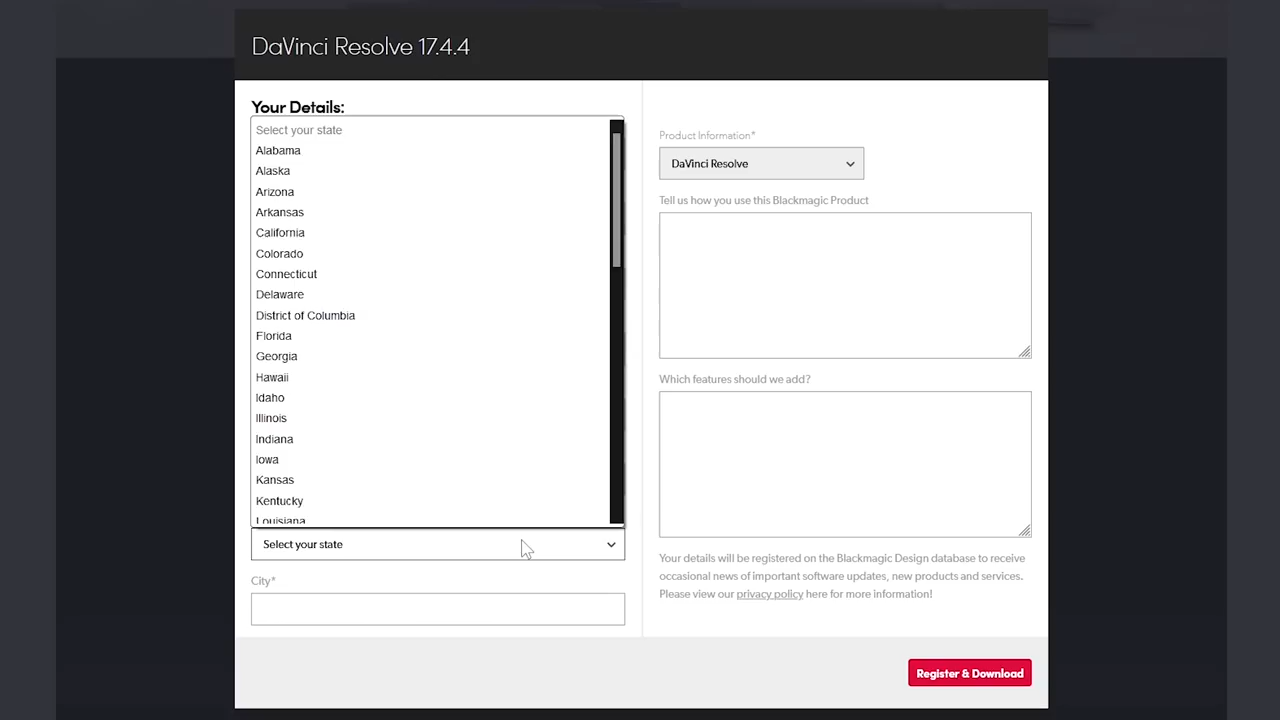 DaVinci Resolve 17.4.4
Your Details:
Select your state
Alabama
Alaska
Arizona
Arkansas
California
Colorado
Connecticut
Delaware
District of Columbia
Florida
Georgia
Hawaii
Idaho
Illinois
Indiana
Iowa
Kansas
Kentucky
Louisiana
Select your state
City*
Product Information*
DaVinci Resolve
Tell us how you use this Blackmagic Product
Which features should we add?
Your details will be registered on the Blackmagic Design database to receive
occasional news of important software updates, new products and services.
Please view our privacy policy here for more information!
Register & Download